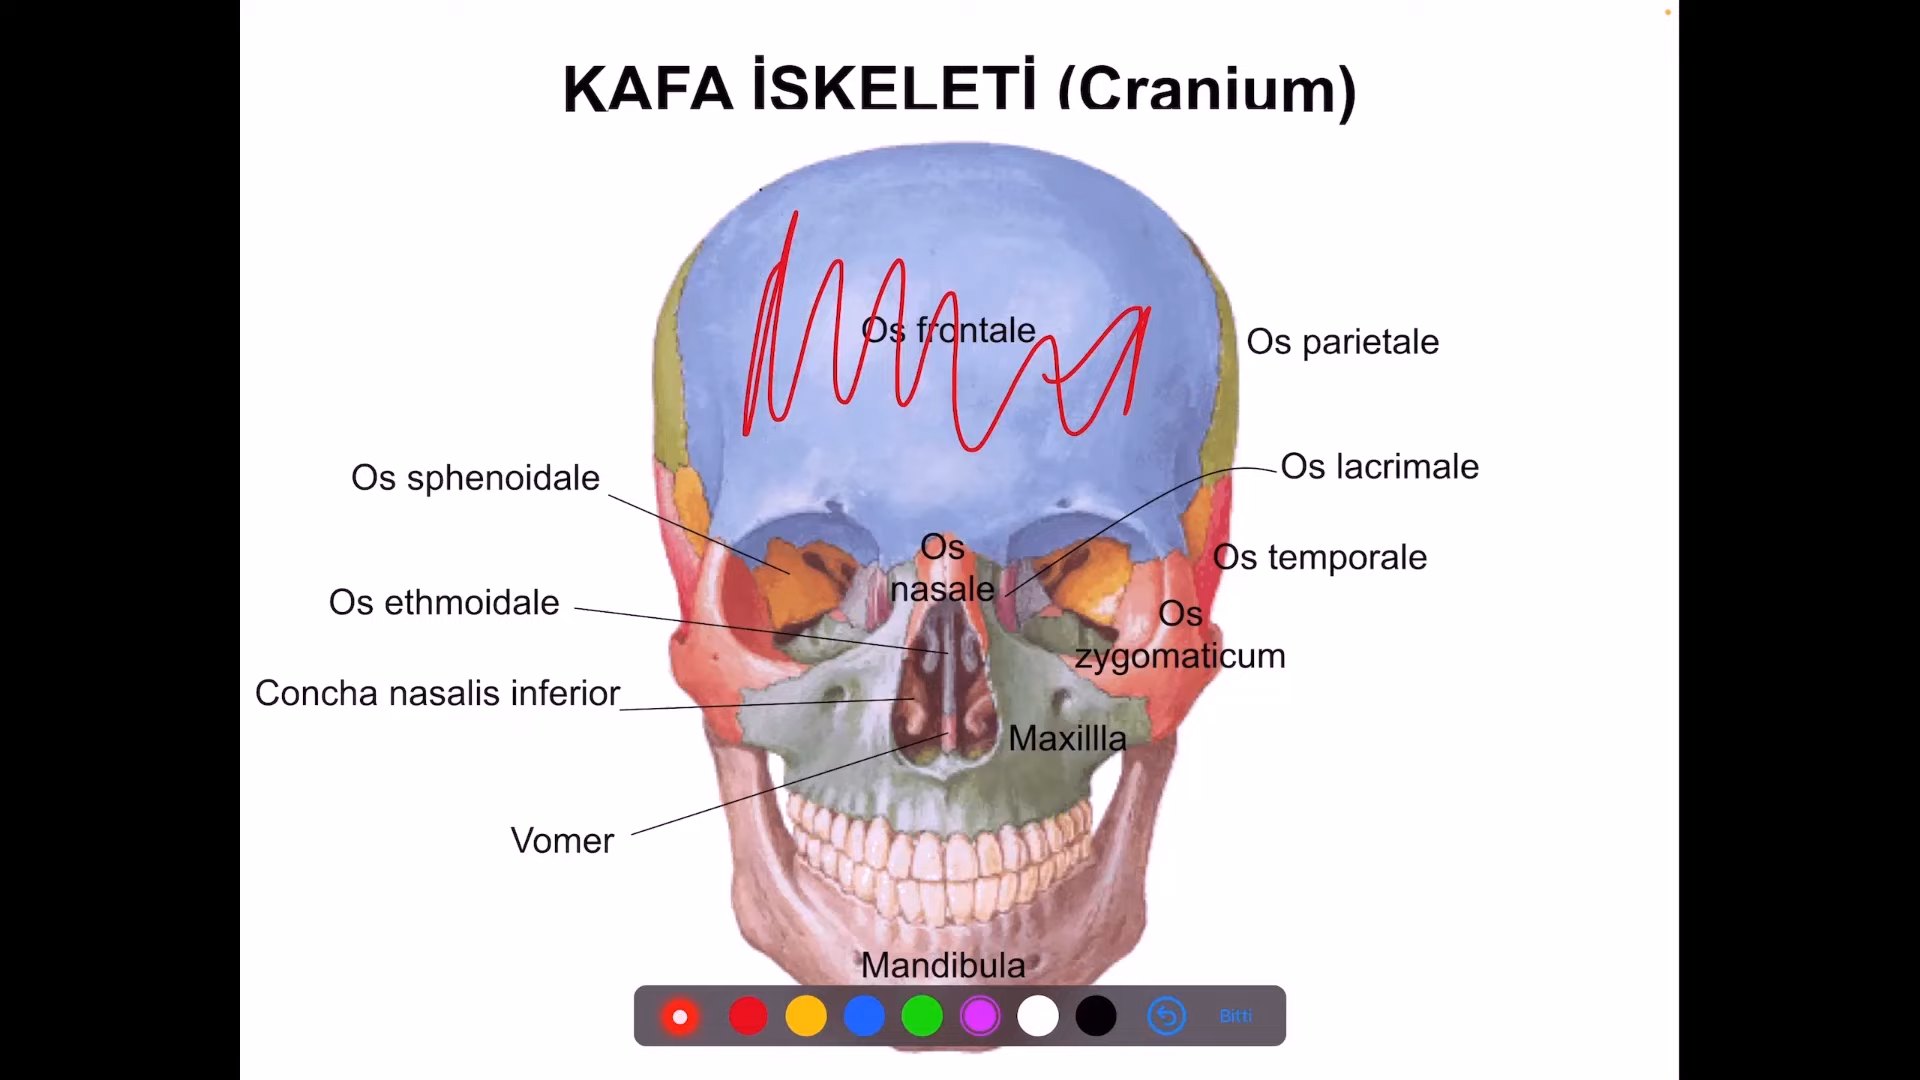 KAFA İSKELETİ (Cranium)
Os frontale
Os parietale
Os sphenoidale
Os lacrimale
Os
nasale
Os temporale
Os ethmoidale
Os
zygomaticum
Concha nasalis inferior
Maxillla
Vomer
Mandibula
Bitti